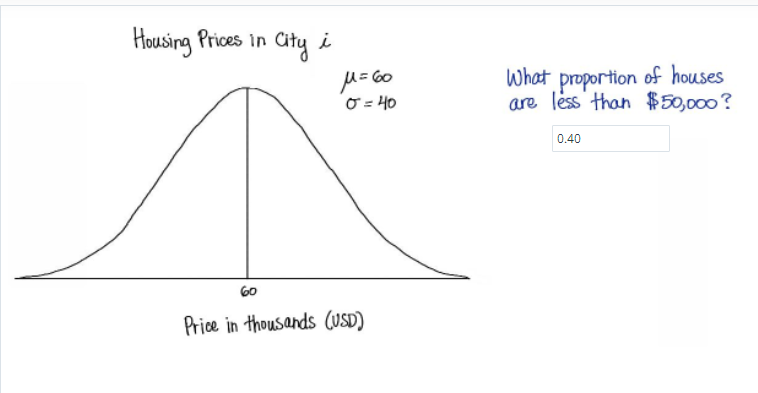 Housing Prices in City i
μ = 60
σ = 40
What proportion of houses
are less than $50,000?
0.40
60
Price in thousands (USD)